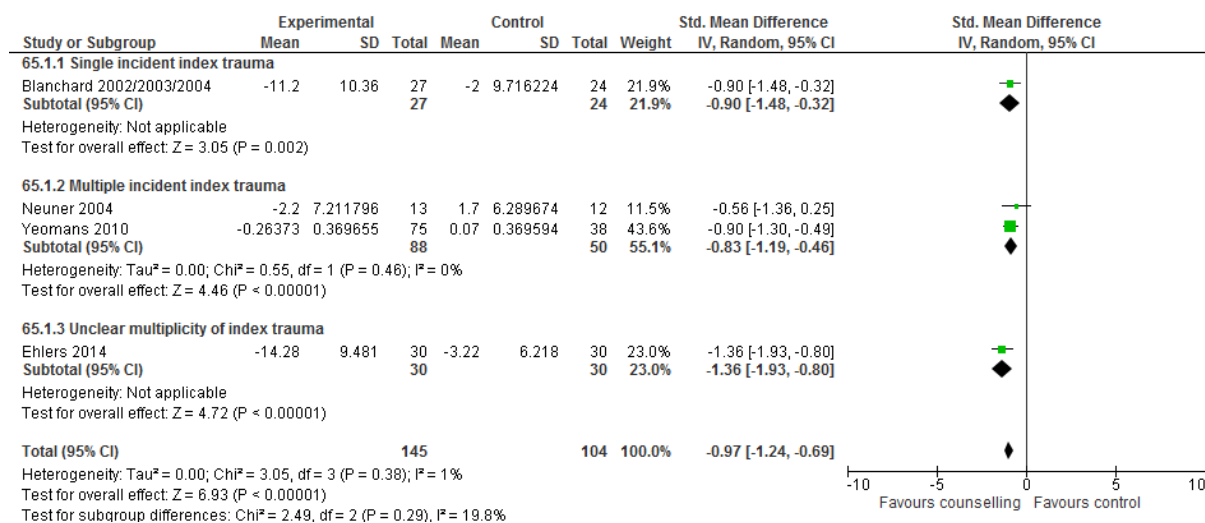 Experimental Control Std. Mean Difference Std. Mean Difference
Study or Subgroup Mean SD Total Mean SD Total Weight IV, Random, 95% CI IV, Random, 95% CI
65.1.1 Single incident index trauma
Blanchard 2002/2003/2004 -11.2 10.36 27 -2 9.716224 24 21.9% -0.90 [-1.48, -0.32]
Subtotal (95% CI) 27 24 21.9% -0.90 [-1.48, -0.32]
Heterogeneity: Not applicable
Test for overall effect: Z = 3.05 (P = 0.002)
65.1.2 Multiple incident index trauma
Neuner 2004 -2.2 7.211796 13 1.7 6.289674 12 11.5% -0.56 [-1.36, 0.25]
Yeomans 2010 -0.26373 0.369655 75 0.07 0.369594 38 43.6% -0.90 [-1.30, -0.49]
Subtotal (95% CI) 88 50 55.1% -0.83 [-1.19, -0.46]
Heterogeneity: Tau² = 0.00; Chi² = 0.55, df = 1 (P = 0.46); I² = 0%
Test for overall effect: Z = 4.46 (P < 0.00001)
65.1.3 Unclear multiplicity of index trauma
Ehlers 2014 -14.28 9.481 30 -3.22 6.218 30 23.0% -1.36 [-1.93, -0.80]
Subtotal (95% CI) 30 30 23.0% -1.36 [-1.93, -0.80]
Heterogeneity: Not applicable
Test for overall effect: Z = 4.72 (P < 0.00001)
Total (95% CI) 145 104 100.0% -0.97 [-1.24, -0.69]
Heterogeneity: Tau² = 0.00; Chi² = 3.05, df = 3 (P = 0.38); I² = 1%
Test for overall effect: Z = 6.93 (P < 0.00001)
Test for subgroup differences: Chi² = 2.49, df = 2 (P = 0.29), I² = 19.8%
-10 -5 0 5 10
Favours counselling Favours control